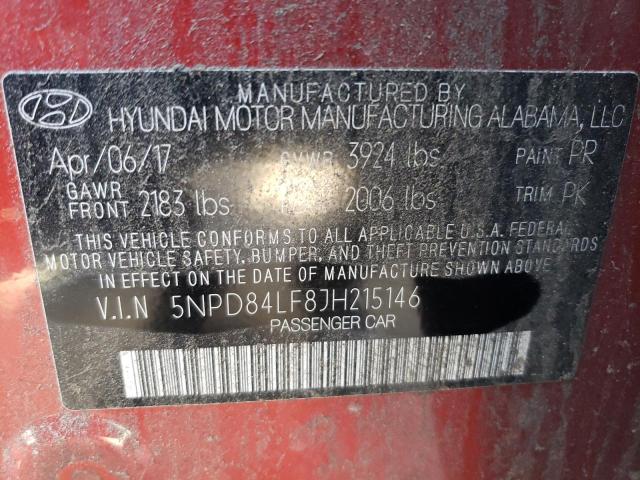 MANUFACTURED BY
HYUNDAI MOTOR MANUFACTURING ALABAMA, LLC
Apr/06/17 GVWR 3924 lbs PAINT PR
GAWR
FRONT 2183 lbs 2006 lbs TRIM PK
THIS VEHICLE CONFORMS TO ALL APPLICABLE U.S.A. FEDERAL
MOTOR VEHICLE SAFETY, BUMPER, AND THEFT PREVENTION STANDARDS
IN EFFECT ON THE DATE OF MANUFACTURE SHOWN ABOVE.
V.I.N 5NPD84LF8JH215146
PASSENGER CAR